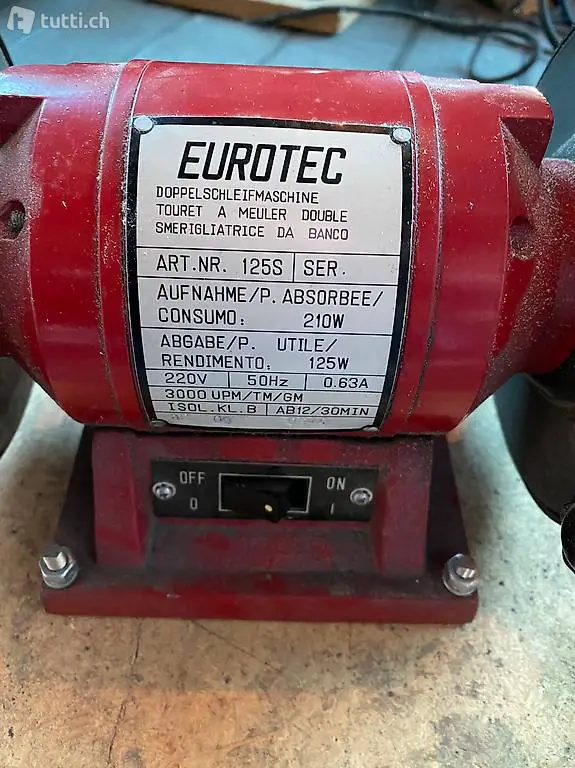 tutti.ch
EUROTEC
DOPPELSCHLEIFMASCHINE
TOURET A MEULER DOUBLE
SMERIGLIATRICE DA BANCO
ART.NR. 125S SER.
AUFNAHME/P. ABSORBEE/
CONSUMO: 210W
ABGABE/P. UTILE/
RENDIMENTO: 125W
220V 50Hz 0.63A
3000 UPM/TM/GM
ISOL.KL.B AB12/30MIN
OFF ON
0 I